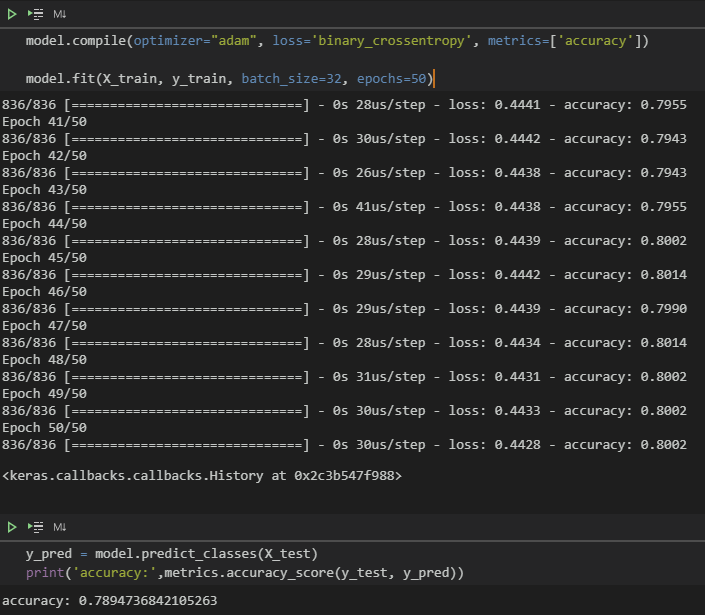 M↓
model.compile(optimizer="adam", loss='binary_crossentropy', metrics=['accuracy'])
model.fit(X_train, y_train, batch_size=32, epochs=50)
836/836 [==============================] - 0s 28us/step - loss: 0.4441 - accuracy: 0.7955
Epoch 41/50
836/836 [==============================] - 0s 30us/step - loss: 0.4442 - accuracy: 0.7943
Epoch 42/50
836/836 [==============================] - 0s 26us/step - loss: 0.4438 - accuracy: 0.7943
Epoch 43/50
836/836 [==============================] - 0s 41us/step - loss: 0.4438 - accuracy: 0.7955
Epoch 44/50
836/836 [==============================] - 0s 28us/step - loss: 0.4439 - accuracy: 0.8002
Epoch 45/50
836/836 [==============================] - 0s 29us/step - loss: 0.4442 - accuracy: 0.8014
Epoch 46/50
836/836 [==============================] - 0s 29us/step - loss: 0.4439 - accuracy: 0.7990
Epoch 47/50
836/836 [==============================] - 0s 28us/step - loss: 0.4434 - accuracy: 0.8014
Epoch 48/50
836/836 [==============================] - 0s 31us/step - loss: 0.4431 - accuracy: 0.8002
Epoch 49/50
836/836 [==============================] - 0s 30us/step - loss: 0.4433 - accuracy: 0.8002
Epoch 50/50
836/836 [==============================] - 0s 30us/step - loss: 0.4428 - accuracy: 0.8002
<keras.callbacks.callbacks.History at 0x2c3b547f988>
M↓
y_pred = model.predict_classes(X_test)
print('accuracy:',metrics.accuracy_score(y_test, y_pred))
accuracy: 0.7894736842105263